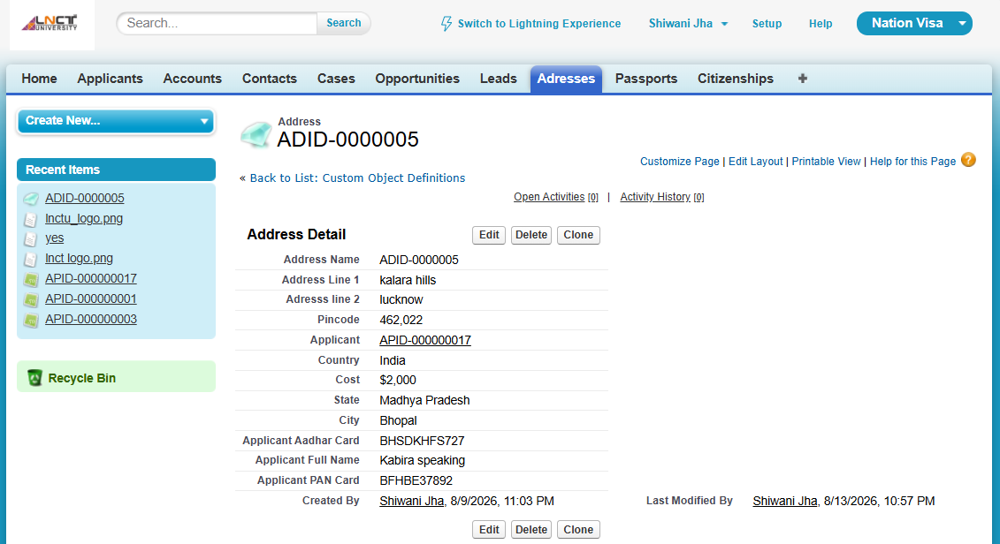 LNCT
UNIVERSITY
Search...
Search
Switch to Lightning Experience
Shiwani Jha
Setup
Help
Nation Visa
Home Applicants Accounts Contacts Cases Opportunities Leads Adresses Passports Citizenships
Create New...
Recent Items
ADID-0000005
lnctu_logo.png
yes
lnct logo.png
APID-000000017
APID-000000001
APID-000000003
Recycle Bin
Address
ADID-0000005
Customize Page | Edit Layout | Printable View | Help for this Page ?
« Back to List: Custom Object Definitions
Open Activities [0] | Activity History [0]
Address Detail
Edit Delete Clone
Address Name ADID-0000005
Address Line 1 kalara hills
Adresss line 2 lucknow
Pincode 462,022
Applicant APID-000000017
Country India
Cost $2,000
State Madhya Pradesh
City Bhopal
Applicant Aadhar Card BHSDKHFS727
Applicant Full Name Kabira speaking
Applicant PAN Card BFHBE37892
Created By Shiwani Jha, 8/9/2026, 11:03 PM Last Modified By Shiwani Jha, 8/13/2026, 10:57 PM
Edit Delete Clone